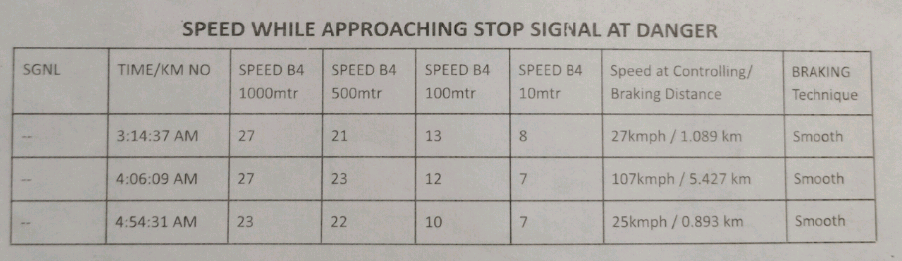 SPEED WHILE APPROACHING STOP SIGNAL AT DANGER
SGNL TIME/KM NO SPEED B4 1000mtr SPEED B4 500mtr SPEED B4 100mtr SPEED B4 10mtr Speed at Controlling/ Braking Distance BRAKING Technique
-- 3:14:37 AM 27 21 13 8 27kmph / 1.089 km Smooth
-- 4:06:09 AM 27 23 12 7 107kmph / 5.427 km Smooth
-- 4:54:31 AM 23 22 10 7 25kmph / 0.893 km Smooth